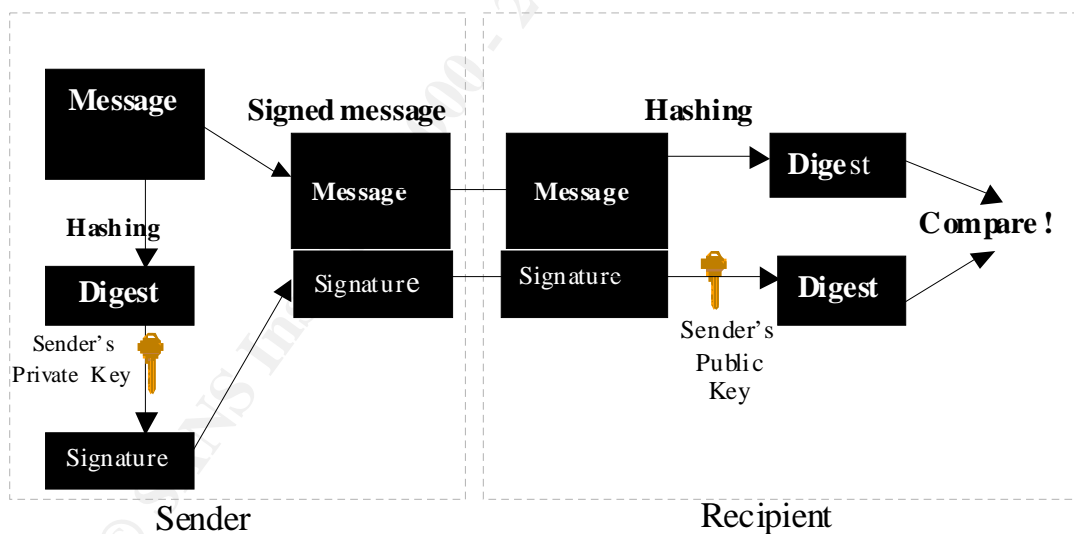 Message
Hashing
Digest
Sender's
Private Key
Signature
Signed message
Message
Signature
Message
Signature
Hashing
Digest
Sender's
Public
Key
Digest
Compare !
Sender
Recipient